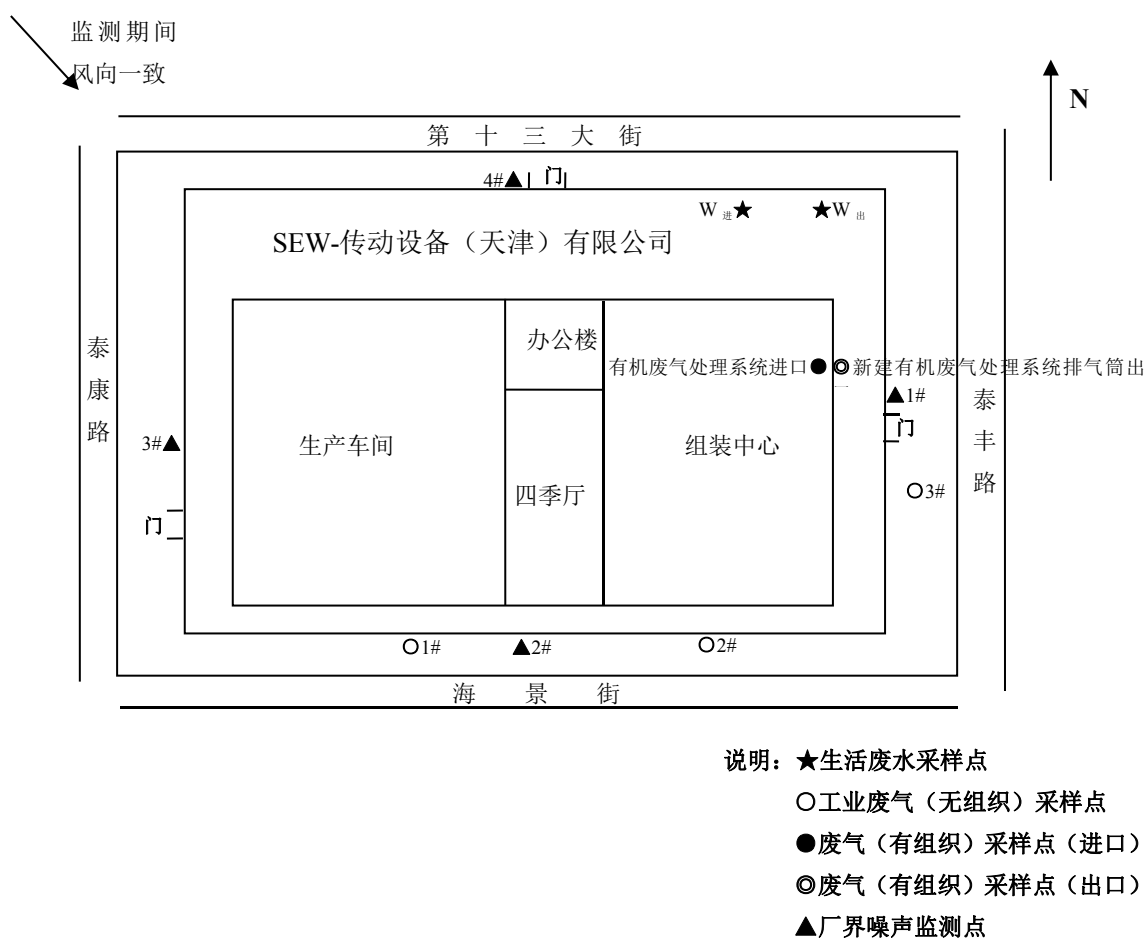 监测期间
风向一致
N
第十三大街
4#▲ 门
W进★ ★W出
SEW-传动设备（天津）有限公司
泰康路
办公楼
有机废气处理系统进口●◎新建有机废气处理系统排气筒出
▲1#
泰丰路
门
3#▲
生产车间
组装中心
四季厅
○3#
门
○1# ▲2# ○2#
海景街
说明：★生活废水采样点
○工业废气（无组织）采样点
●废气（有组织）采样点（进口）
◎废气（有组织）采样点（出口）
▲厂界噪声监测点